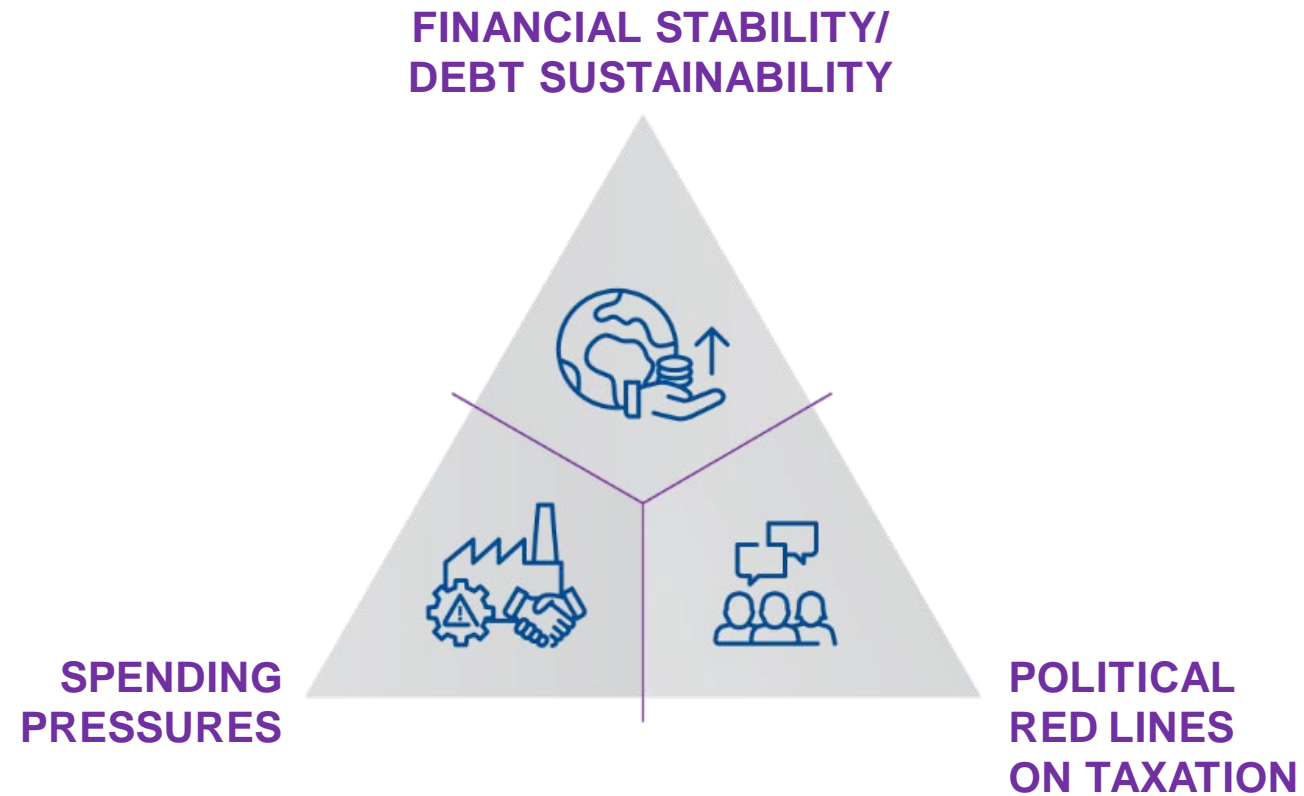 FINANCIAL STABILITY/
DEBT SUSTAINABILITY
SPENDING
PRESSURES
POLITICAL
RED LINES
ON TAXATION